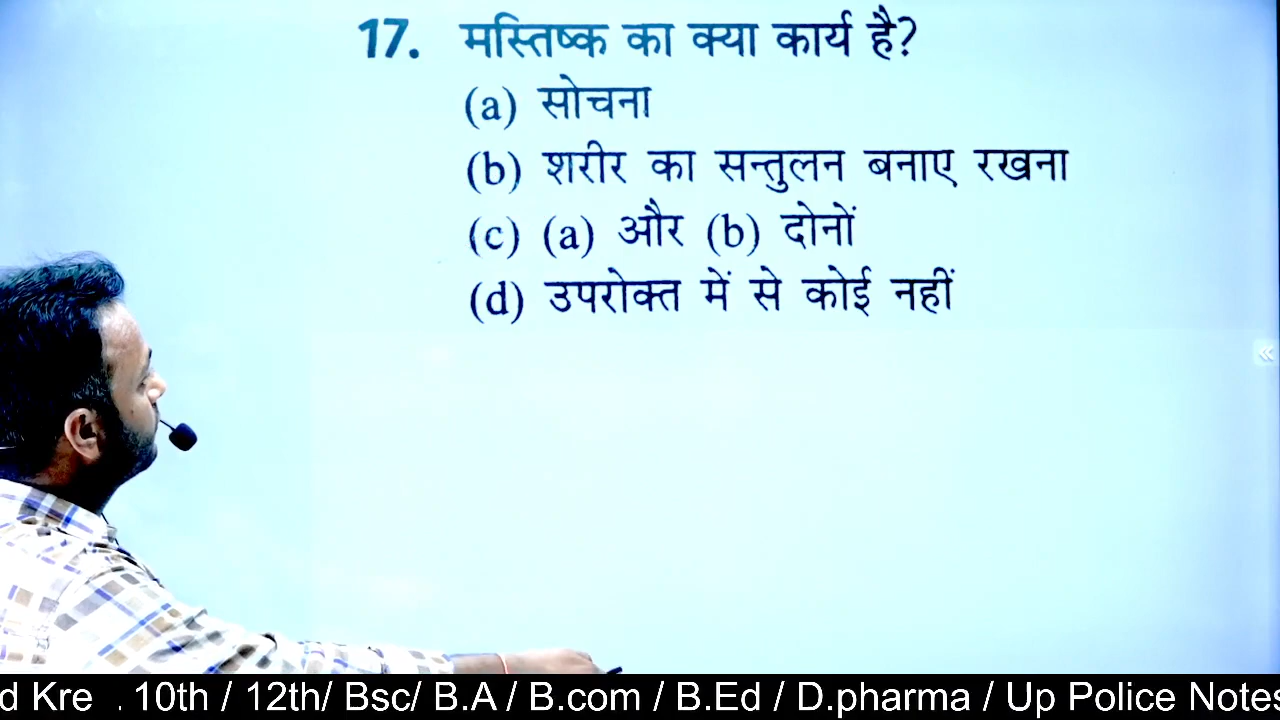 17. मस्तिष्क का क्या कार्य है?
(a) सोचना
(b) शरीर का सन्तुलन बनाए रखना
(c) (a) और (b) दोनों
(d) उपरोक्त में से कोई नहीं
«
d Kre . 10th / 12th/ Bsc/ B.A / B.com / B.Ed / D.pharma / Up Police Notes